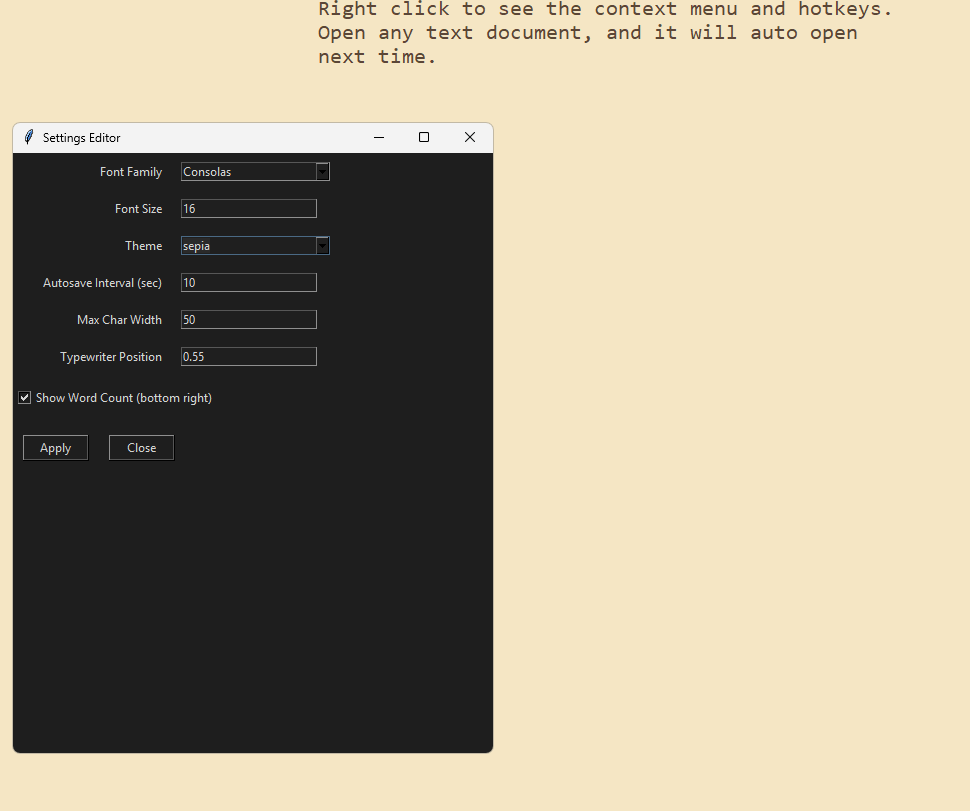 Right click to see the context menu and hotkeys.
Open any text document, and it will auto open
next time.
Settings Editor
Font Family Consolas
Font Size 16
Theme sepia
Autosave Interval (sec) 10
Max Char Width 50
Typewriter Position 0.55
Show Word Count (bottom right)
Apply Close